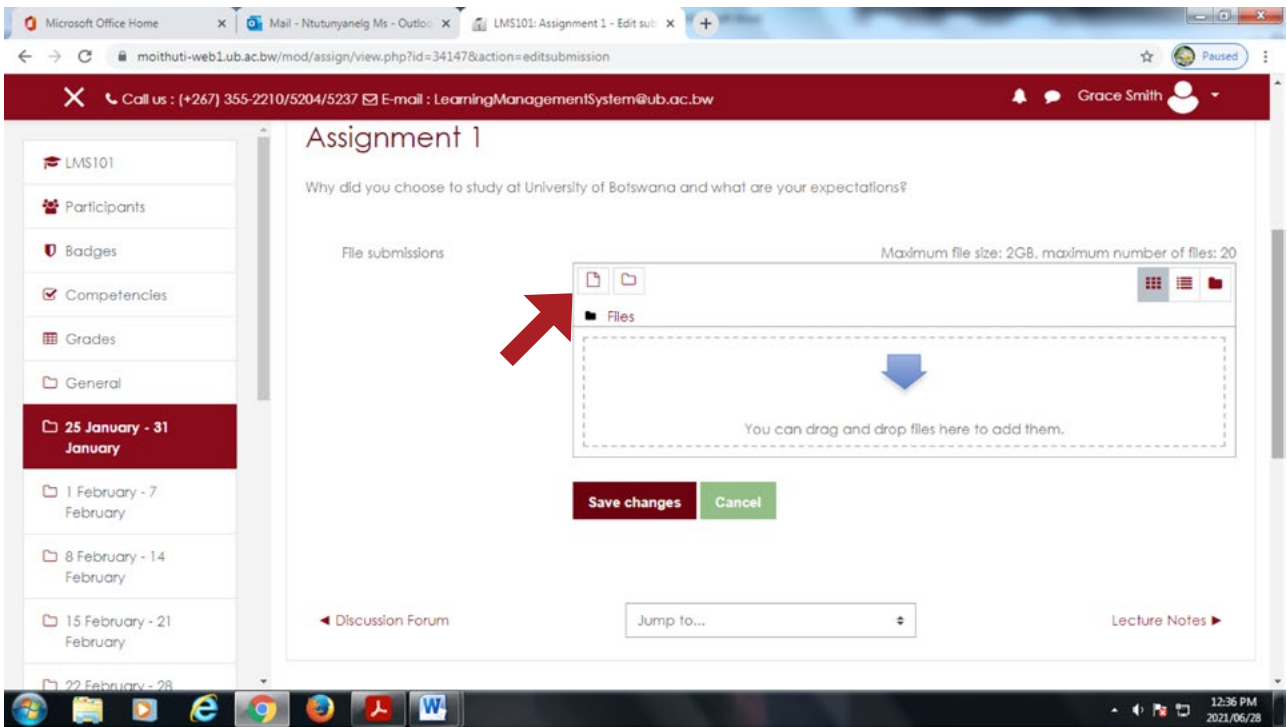 Microsoft Office Home
Mail - Ntutunyanelg Ms - Outloo
LMS101: Assignment 1 - Edit sub
moithuti-web1.ub.ac.bw/mod/assign/view.php?id=34147&action=editsubmission
Paused
Call us : (+267) 355-2210/5204/5237 E-mail : LearningManagementSystem@ub.ac.bw
Grace Smith
LMS101
Participants
Badges
Competencies
Grades
General
25 January - 31
January
1 February - 7
February
8 February - 14
February
15 February - 21
February
22 February - 28
Assignment 1
Why did you choose to study at University of Botswana and what are your expectations?
File submissions
Maximum file size: 2GB, maximum number of files: 20
Files
You can drag and drop files here to add them.
Save changes
Cancel
Discussion Forum
Jump to...
Lecture Notes
12:36 PM
2021/06/28